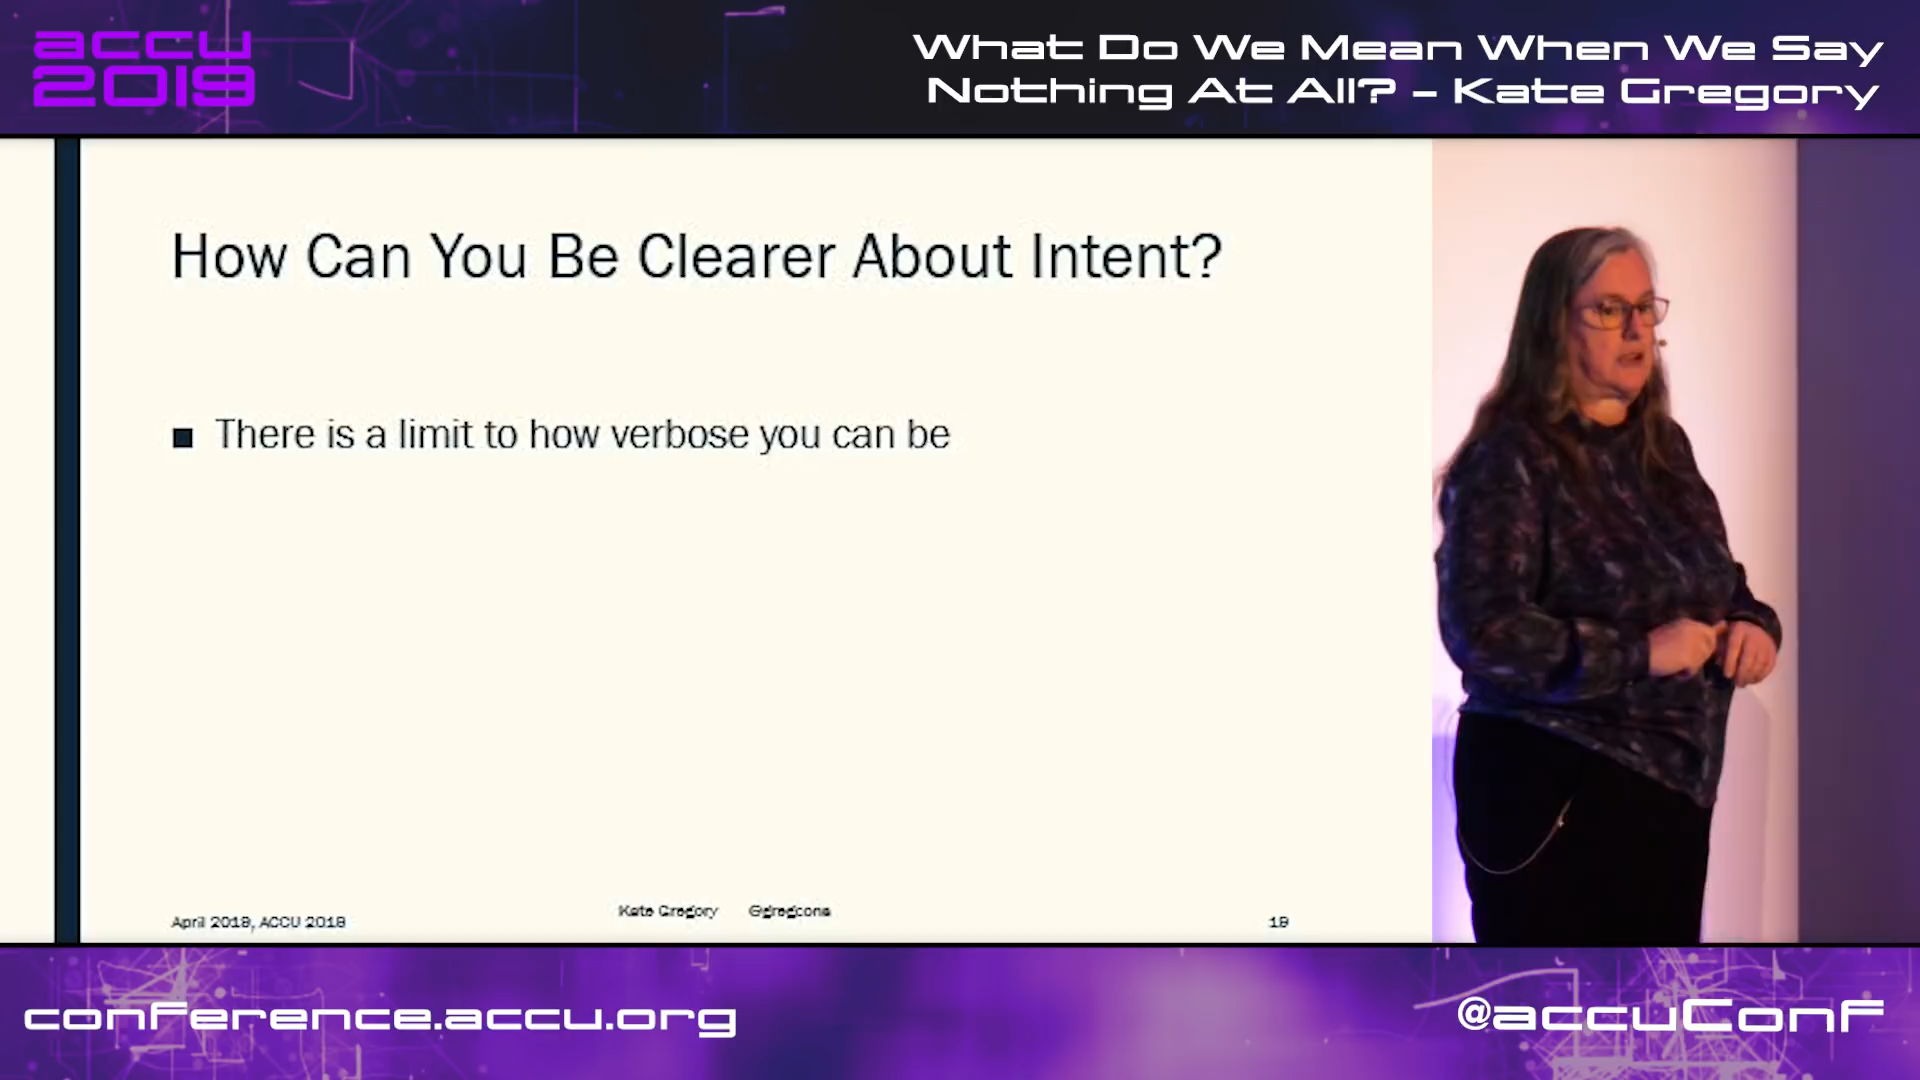 accu
2019
What Do We Mean When We Say
Nothing At All? - Kate Gregory
How Can You Be Clearer About Intent?
■ There is a limit to how verbose you can be
April 2019, ACCU 2019
Kate Gregory @gregcons
19
conference.accu.org
@accuConf